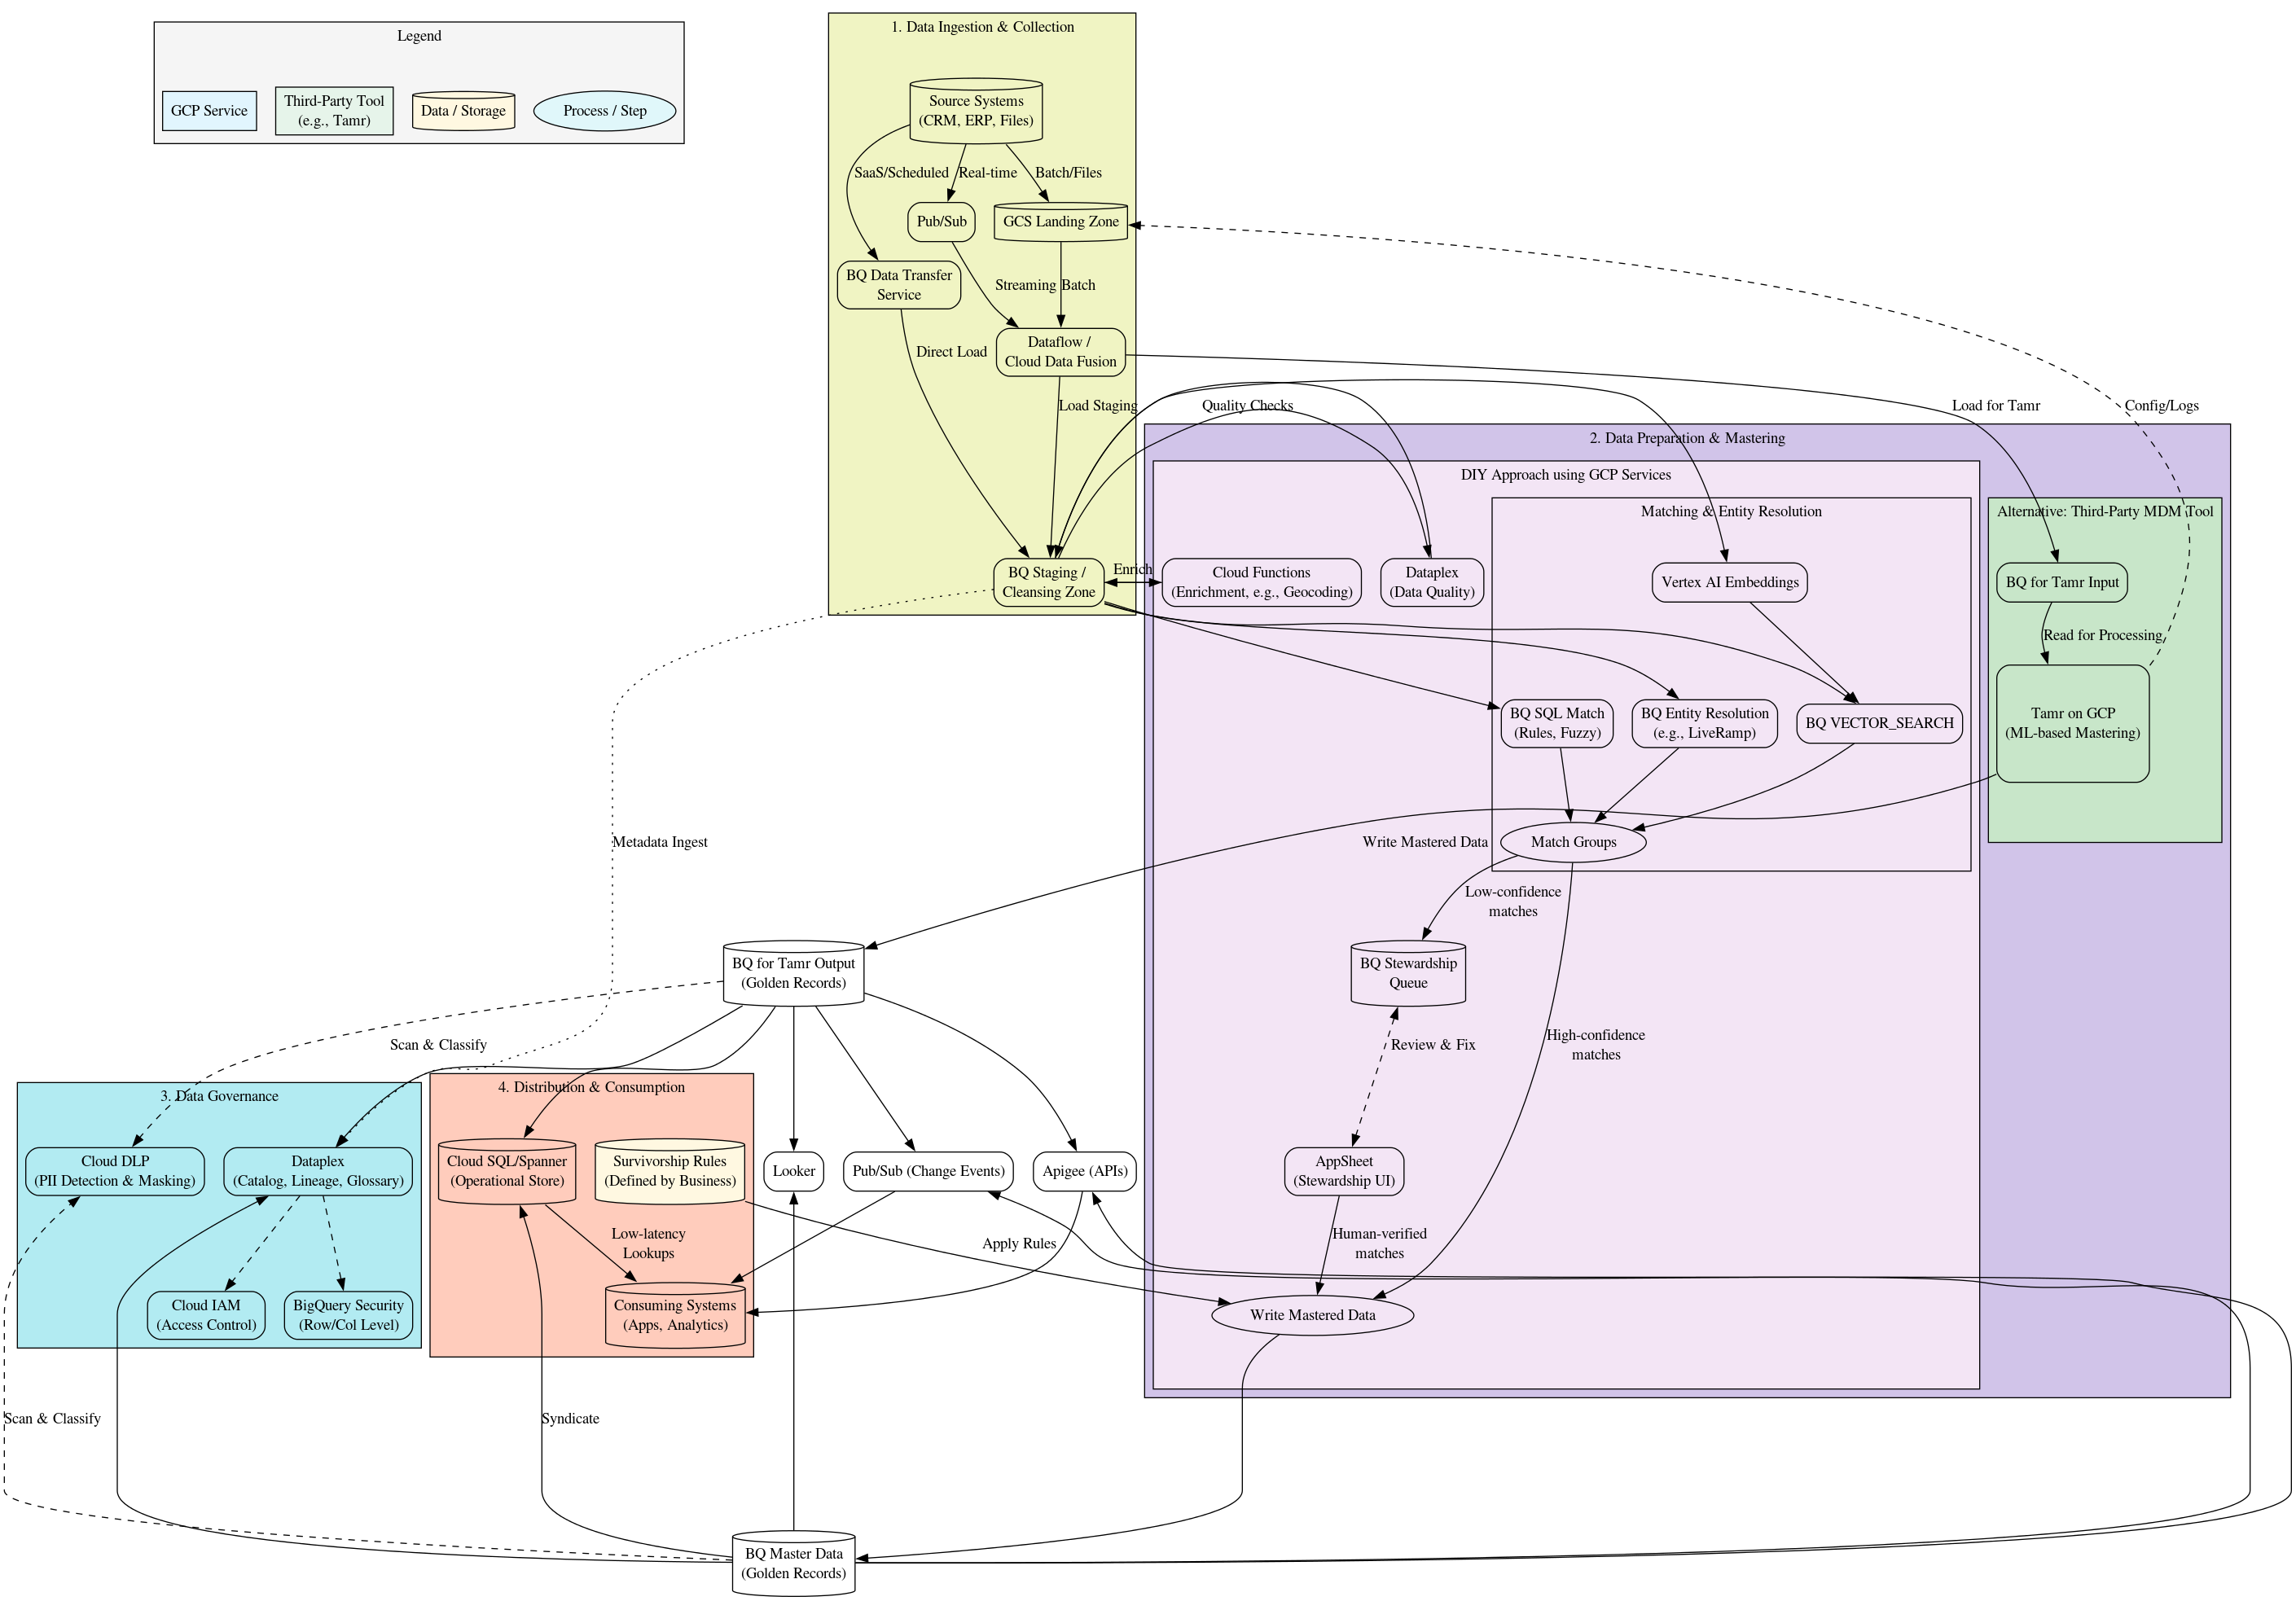 Legend
GCP Service
Third-Party Tool
(e.g., Tamr)
Data / Storage
Process / Step
1. Data Ingestion & Collection
Source Systems
(CRM, ERP, Files)
SaaS/Scheduled
Real-time
Batch/Files
Pub/Sub
GCS Landing Zone
BQ Data Transfer
Service
Streaming
Batch
Direct Load
Dataflow /
Cloud Data Fusion
Load Staging
Quality Checks
Load for Tamr
Config/Logs
2. Data Preparation & Mastering
DIY Approach using GCP Services
Matching & Entity Resolution
Alternative: Third-Party MDM Tool
BQ Staging /
Cleansing Zone
Enrich
Cloud Functions
(Enrichment, e.g., Geocoding)
Dataplex
(Data Quality)
Vertex AI Embeddings
BQ for Tamr Input
Read for Processing
BQ SQL Match
(Rules, Fuzzy)
BQ Entity Resolution
(e.g., LiveRamp)
BQ VECTOR_SEARCH
Tamr on GCP
(ML-based Mastering)
Metadata Ingest
Write Mastered Data
Match Groups
Low-confidence
matches
BQ for Tamr Output
(Golden Records)
BQ Stewardship
Queue
Scan & Classify
Review & Fix
High-confidence
matches
3. Data Governance
4. Distribution & Consumption
Cloud DLP
(PII Detection & Masking)
Dataplex
(Catalog, Lineage, Glossary)
Cloud SQL/Spanner
(Operational Store)
Survivorship Rules
(Defined by Business)
Looker
Pub/Sub (Change Events)
Apigee (APIs)
AppSheet
(Stewardship UI)
Low-latency
Lookups
Apply Rules
Human-verified
matches
Cloud IAM
(Access Control)
BigQuery Security
(Row/Col Level)
Consuming Systems
(Apps, Analytics)
Write Mastered Data
Scan & Classify
Syndicate
BQ Master Data
(Golden Records)